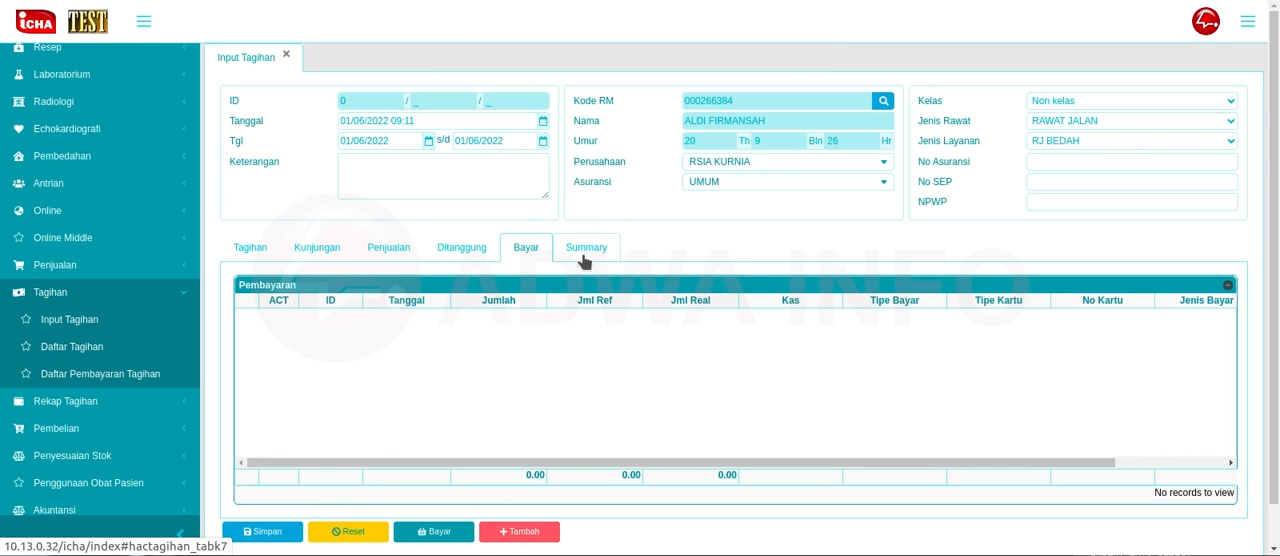 iCHA TEST
Input Tagihan
Resep
Laboratorium
Radiologi
Echokardiografi
Pembedahan
Antrian
Online
Online Middle
Penjualan
Tagihan
Input Tagihan
Daftar Tagihan
Daftar Pembayaran Tagihan
Rekap Tagihan
Pembelian
Penyesuaian Stok
Penggunaan Obat Pasien
Akuntansi
10.13.0.32/icha/index#hactagihan_tabk7
ID 0 / _ / _
Tanggal 01/06/2022 09:11
Tgl 01/06/2022 s/d 01/06/2022
Keterangan
Kode RM 000266384
Nama ALDI FIRMANSAH
Umur 20 Th 9 Bln 26 Hr
Perusahaan RSIA KURNIA
Asuransi UMUM
Kelas Non kelas
Jenis Rawat RAWAT JALAN
Jenis Layanan RJ BEDAH
No Asuransi
No SEP
NPWP
Tagihan Kunjungan Penjualan Ditanggung Bayar Summary
ADWA INFO
Pembayaran
ACT ID Tanggal Jumlah Jml Ref Jml Real Kas Tipe Bayar Tipe Kartu No Kartu Jenis Bayar
0.00 0.00 0.00
No records to view
Simpan Reset Bayar Tambah